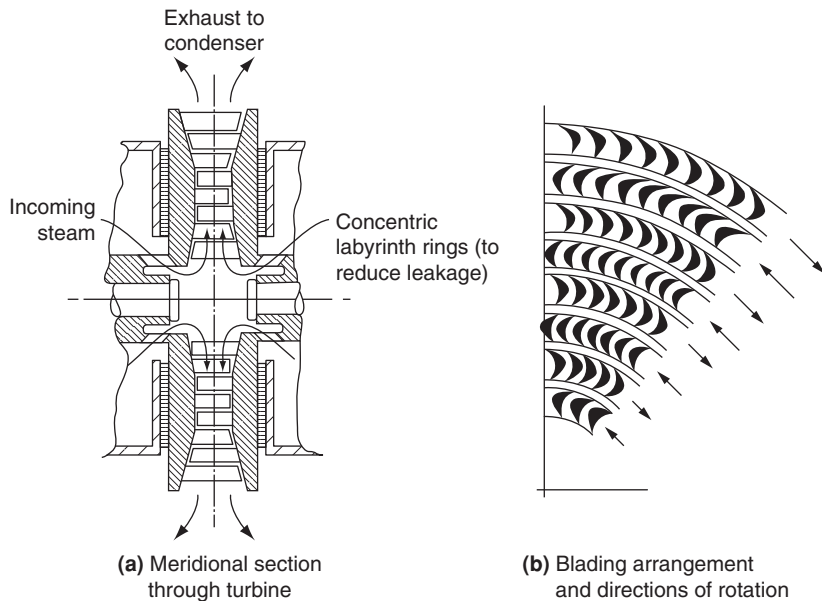 Exhaust to
condenser
Incoming
steam
Concentric
labyrinth rings (to
reduce leakage)
(a) Meridional section
through turbine
(b) Blading arrangement
and directions of rotation